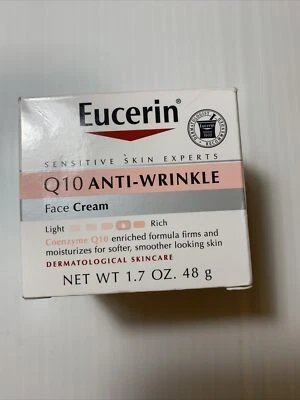 Eucerin®
SENSITIVE SKIN EXPERTS
Q10 ANTI-WRINKLE
Face Cream
Light Rich
Coenzyme Q10 enriched formula firms and
moisturizes for softer, smoother looking skin
DERMATOLOGICAL SKINCARE
NET WT 1.7 OZ. 48 g